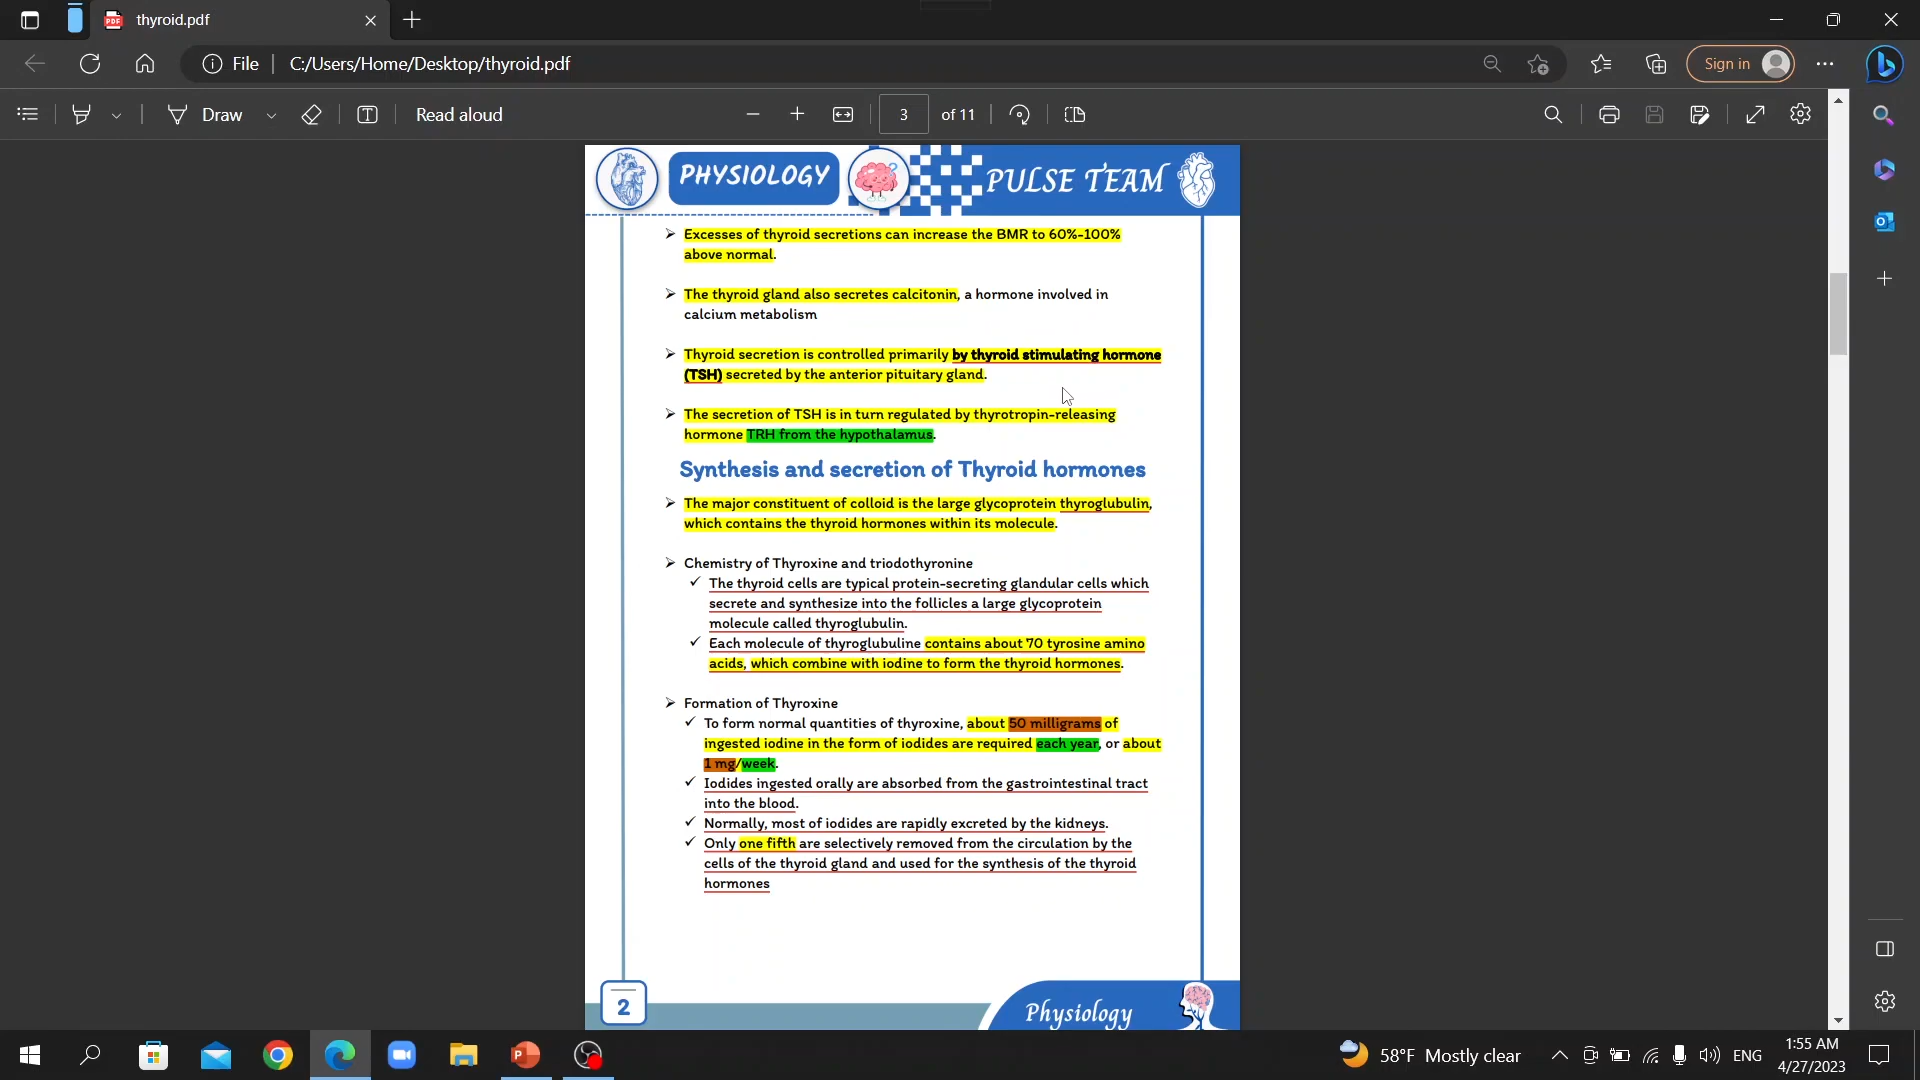 thyroid.pdf
File
C:/Users/Home/Desktop/thyroid.pdf
Sign in
Draw
Read aloud
3
of 11
PHYSIOLOGY
PULSE TEAM
Excesses of thyroid secretions can increase the BMR to 60%-100%
above normal.
The thyroid gland also secretes calcitonin, a hormone involved in
calcium metabolism
Thyroid secretion is controlled primarily by thyroid stimulating hormone
(TSH) secreted by the anterior pituitary gland.
The secretion of TSH is in turn regulated by thyrotropin-releasing
hormone TRH from the hypothalamus.
Synthesis and secretion of Thyroid hormones
The major constituent of colloid is the large glycoprotein thyroglubulin,
which contains the thyroid hormones within its molecule.
Chemistry of Thyroxine and triodothyronine
The thyroid cells are typical protein-secreting glandular cells which
secrete and synthesize into the follicles a large glycoprotein
molecule called thyroglubulin.
Each molecule of thyroglubuline contains about 70 tyrosine amino
acids, which combine with iodine to form the thyroid hormones.
Formation of Thyroxine
To form normal quantities of thyroxine, about 50 milligrams of
ingested iodine in the form of iodides are required each year, or about
1 mg/week.
Iodides ingested orally are absorbed from the gastrointestinal tract
into the blood.
Normally, most of iodides are rapidly excreted by the kidneys.
Only one fifth are selectively removed from the circulation by the
cells of the thyroid gland and used for the synthesis of the thyroid
hormones
2
Physiology
58°F Mostly clear
ENG
1:55 AM
4/27/2023